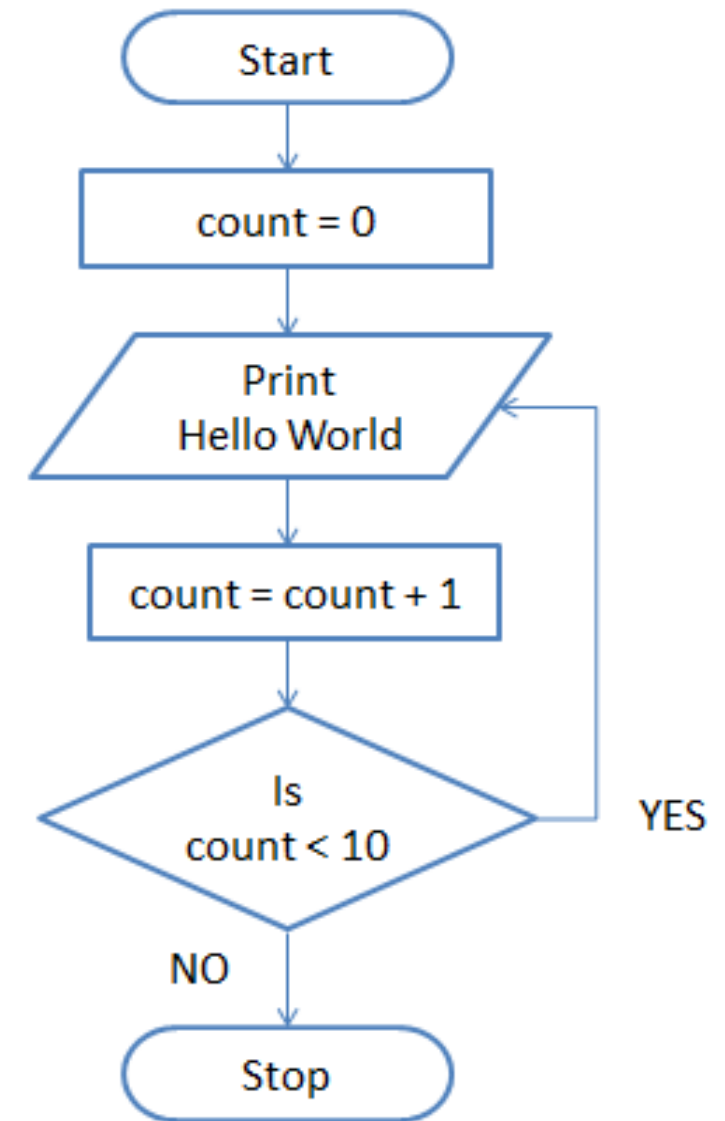 Start
count = 0
Print
Hello World
count = count + 1
Is
count < 10
YES
NO
Stop